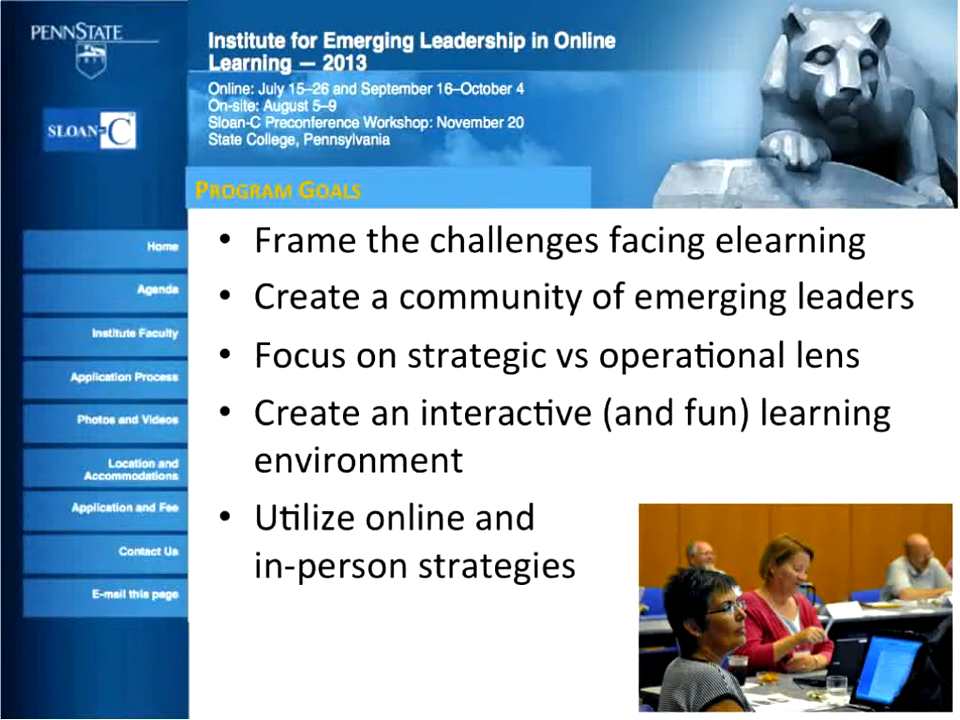 PENNSTATE
SLOAN-C
Institute for Emerging Leadership in Online
Learning — 2013
Online: July 15–26 and September 16–October 4
On-site: August 5–9
Sloan-C Preconference Workshop: November 20
State College, Pennsylvania
PROGRAM GOALS
Home
Agenda
Institute Faculty
Application Process
Photos and Videos
Location and
Accommodations
Application and Fee
Contact Us
E-mail this page
• Frame the challenges facing elearning
• Create a community of emerging leaders
• Focus on strategic vs operational lens
• Create an interactive (and fun) learning
environment
• Utilize online and
in-person strategies